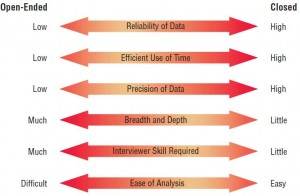 Open-Ended Closed
Low Reliability of Data High
Low Efficient Use of Time High
Low Precision of Data High
Much Breadth and Depth Little
Much Interviewer Skill Required Little
Difficult Ease of Analysis Easy